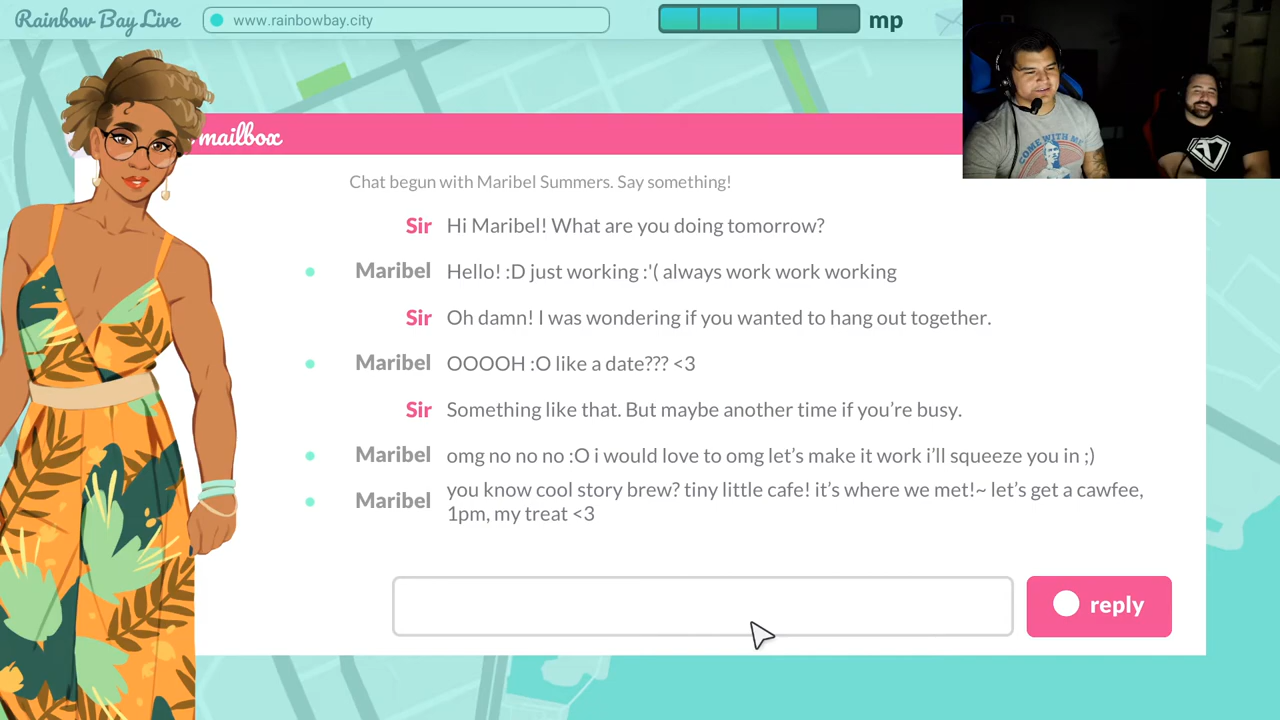 Rainbow Bay Live
www.rainbowbay.city
mp
mailbox
COME WITH ME
Chat begun with Maribel Summers. Say something!
Sir Hi Maribel! What are you doing tomorrow?
Maribel Hello! :D just working :'( always work work working
Sir Oh damn! I was wondering if you wanted to hang out together.
Maribel OOOOH :O like a date??? <3
Sir Something like that. But maybe another time if you're busy.
Maribel omg no no no :O i would love to omg let's make it work i'll squeeze you in ;)
Maribel you know cool story brew? tiny little cafe! it's where we met!~ let's get a cawfee,
1pm, my treat <3
reply